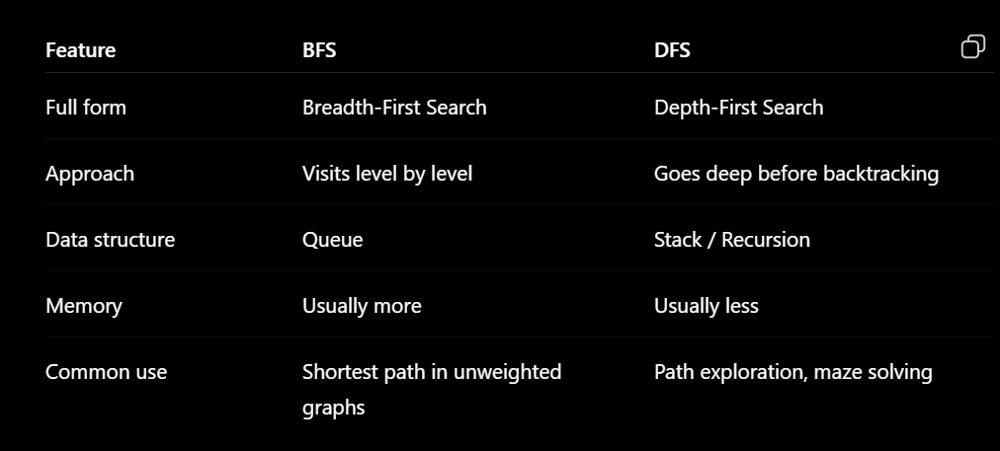 Feature BFS DFS
Full form Breadth-First Search Depth-First Search
Approach Visits level by level Goes deep before backtracking
Data structure Queue Stack / Recursion
Memory Usually more Usually less
Common use Shortest path in unweighted graphs Path exploration, maze solving